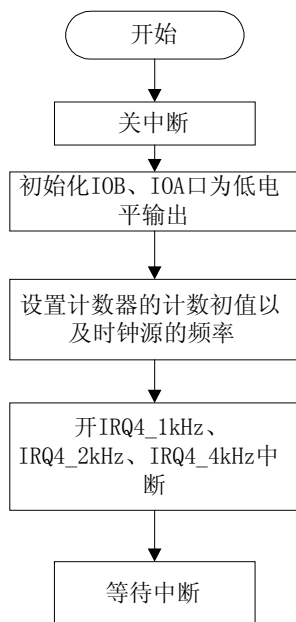 开始
关中断
初始化IOB、IOA口为低电
平输出
设置计数器的计数初值以
及时钟源的频率
开IRQ4_1kHz、
IRQ4_2kHz、IRQ4_4kHz中
断
等待中断